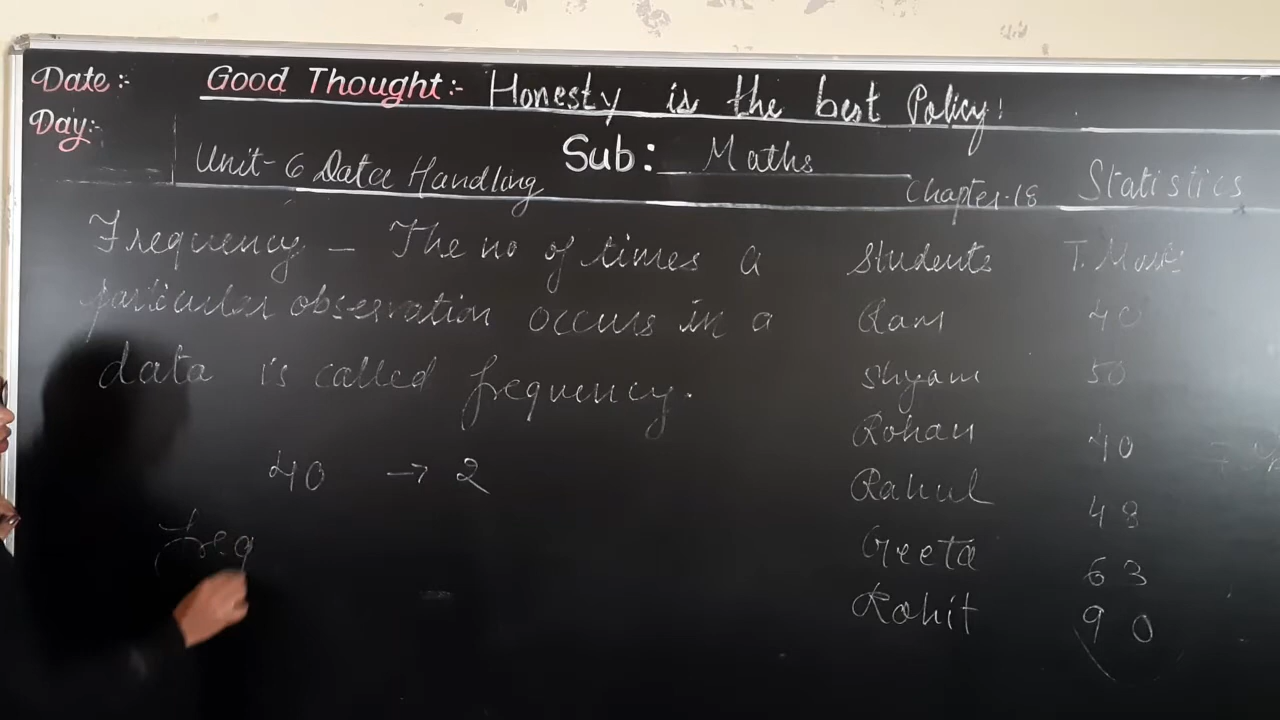 Date:-
Good Thought:- Honesty is the best Policy!
Day:-
Sub: Maths
Unit-6 Data Handling
Chapter-18 Statistics
Frequency - The no of times a
particular observation occurs in a
data is called frequency.
40 → 2
freq
Students T. Marks
Ram 40
Shyam 50
Rohan 40
Rahul 48
Geeta 63
Rohit 90